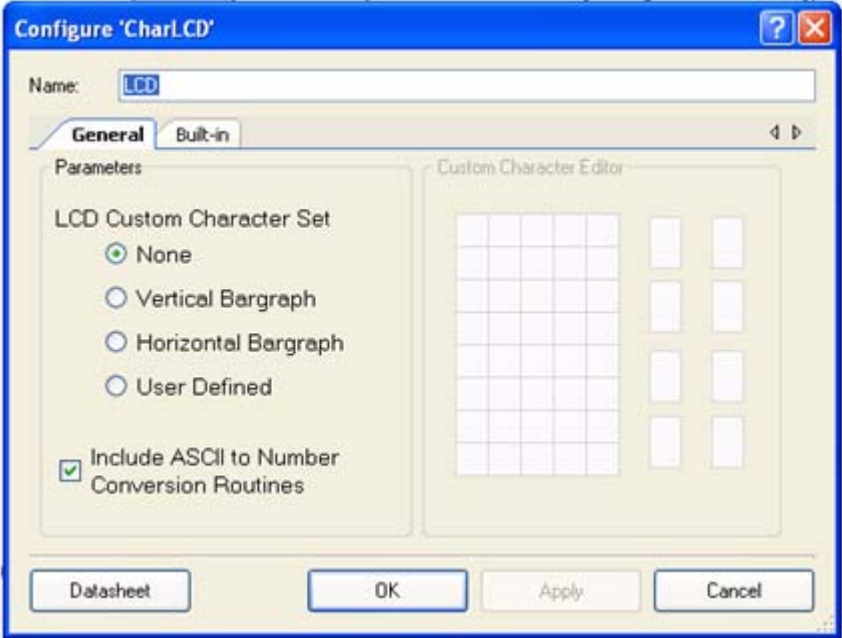 Configure 'CharLCD'
Name: LCD
General Built-in
Parameters
LCD Custom Character Set
None
Vertical Bargraph
Horizontal Bargraph
User Defined
Include ASCII to Number
Conversion Routines
Custom Character Editor
Datasheet OK Apply Cancel